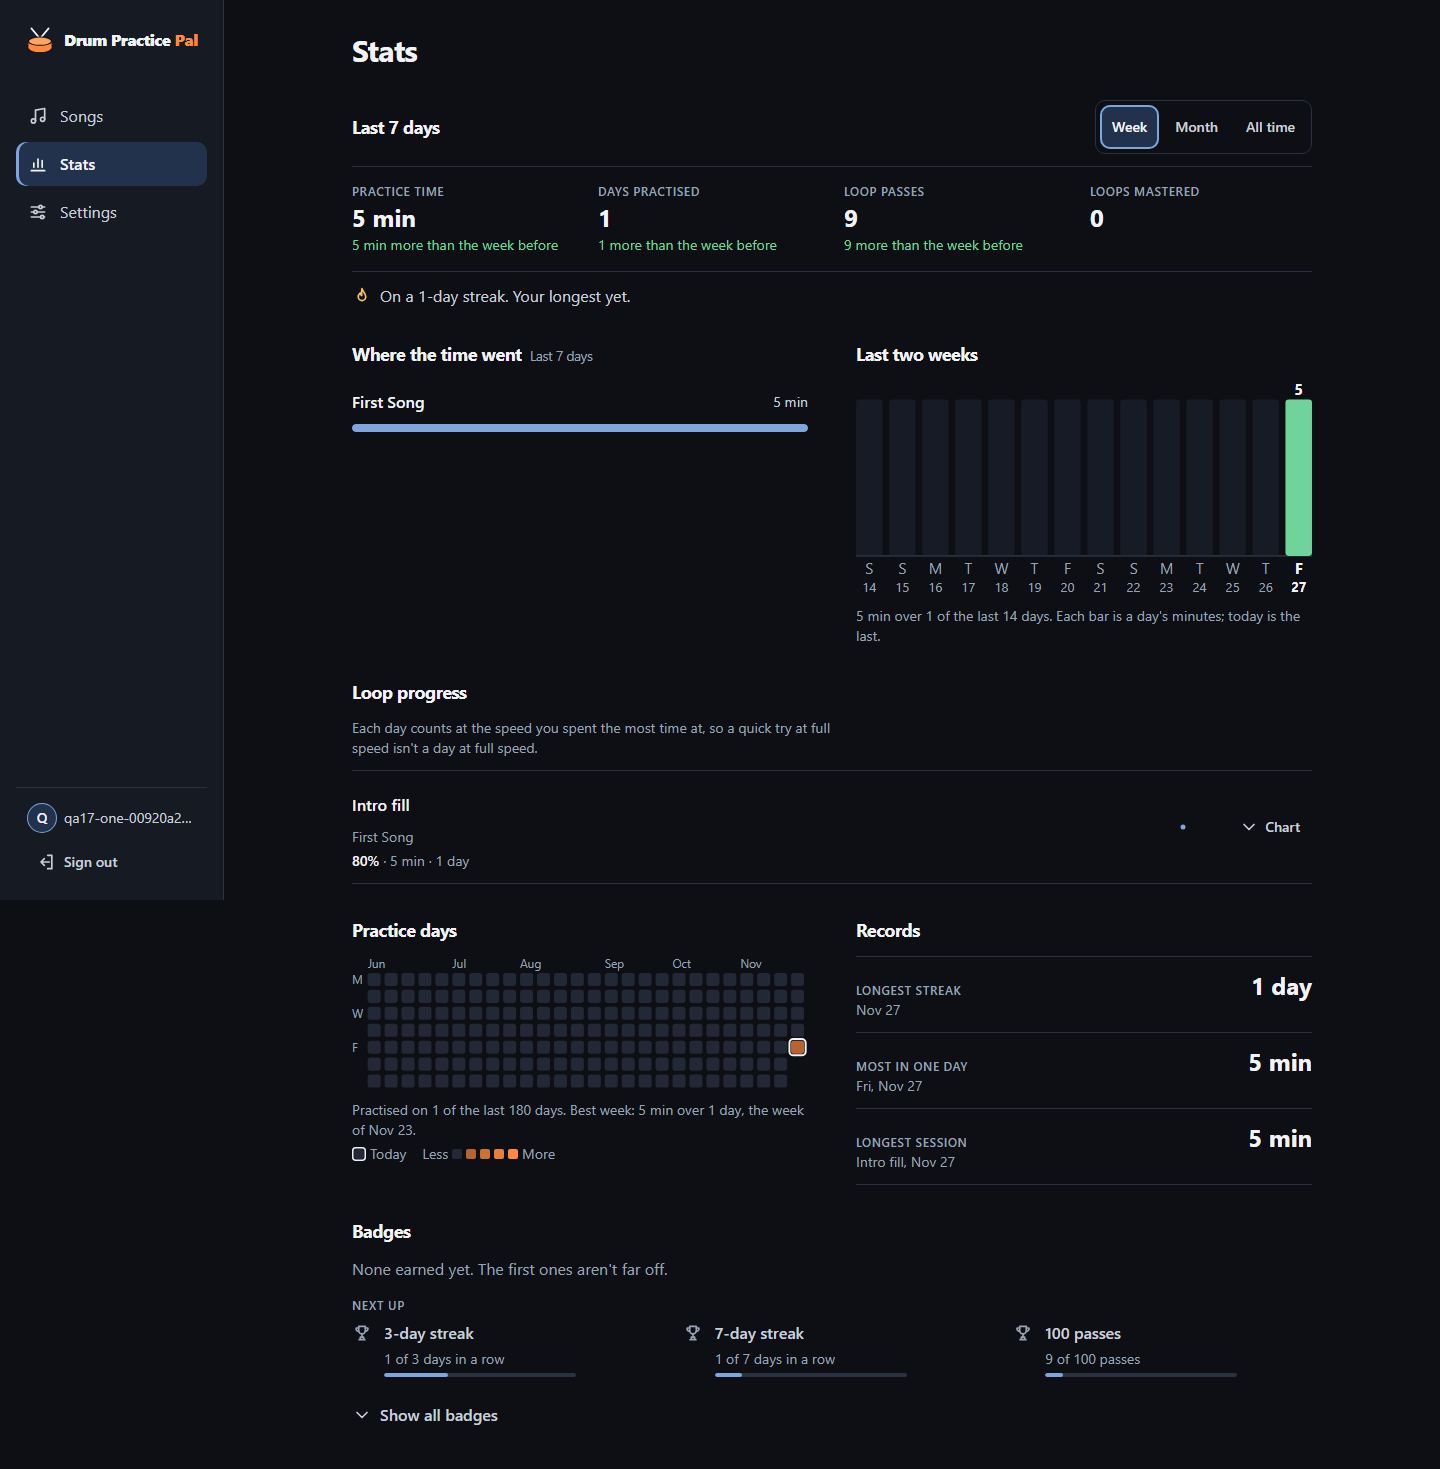 Drum Practice Pal
Songs
Stats
Settings
Q qa17-one-00920a2...
Sign out
Stats
Last 7 days
Week Month All time
PRACTICE TIME
5 min
5 min more than the week before
DAYS PRACTISED
1
1 more than the week before
LOOP PASSES
9
9 more than the week before
LOOPS MASTERED
0
On a 1-day streak. Your longest yet.
Where the time went Last 7 days
First Song 5 min
Last two weeks
5
S S M T W T F S S M T W T F
14 15 16 17 18 19 20 21 22 23 24 25 26 27
5 min over 1 of the last 14 days. Each bar is a day's minutes; today is the
last.
Loop progress
Each day counts at the speed you spent the most time at, so a quick try at full
speed isn't a day at full speed.
Intro fill
First Song
80% · 5 min · 1 day
Chart
Practice days
Jun Jul Aug Sep Oct Nov
M
W
F
Practised on 1 of the last 180 days. Best week: 5 min over 1 day, the week
of Nov 23.
Today Less More
Records
LONGEST STREAK
Nov 27
1 day
MOST IN ONE DAY
Fri, Nov 27
5 min
LONGEST SESSION
Intro fill, Nov 27
5 min
Badges
None earned yet. The first ones aren't far off.
NEXT UP
3-day streak
1 of 3 days in a row
7-day streak
1 of 7 days in a row
100 passes
9 of 100 passes
Show all badges